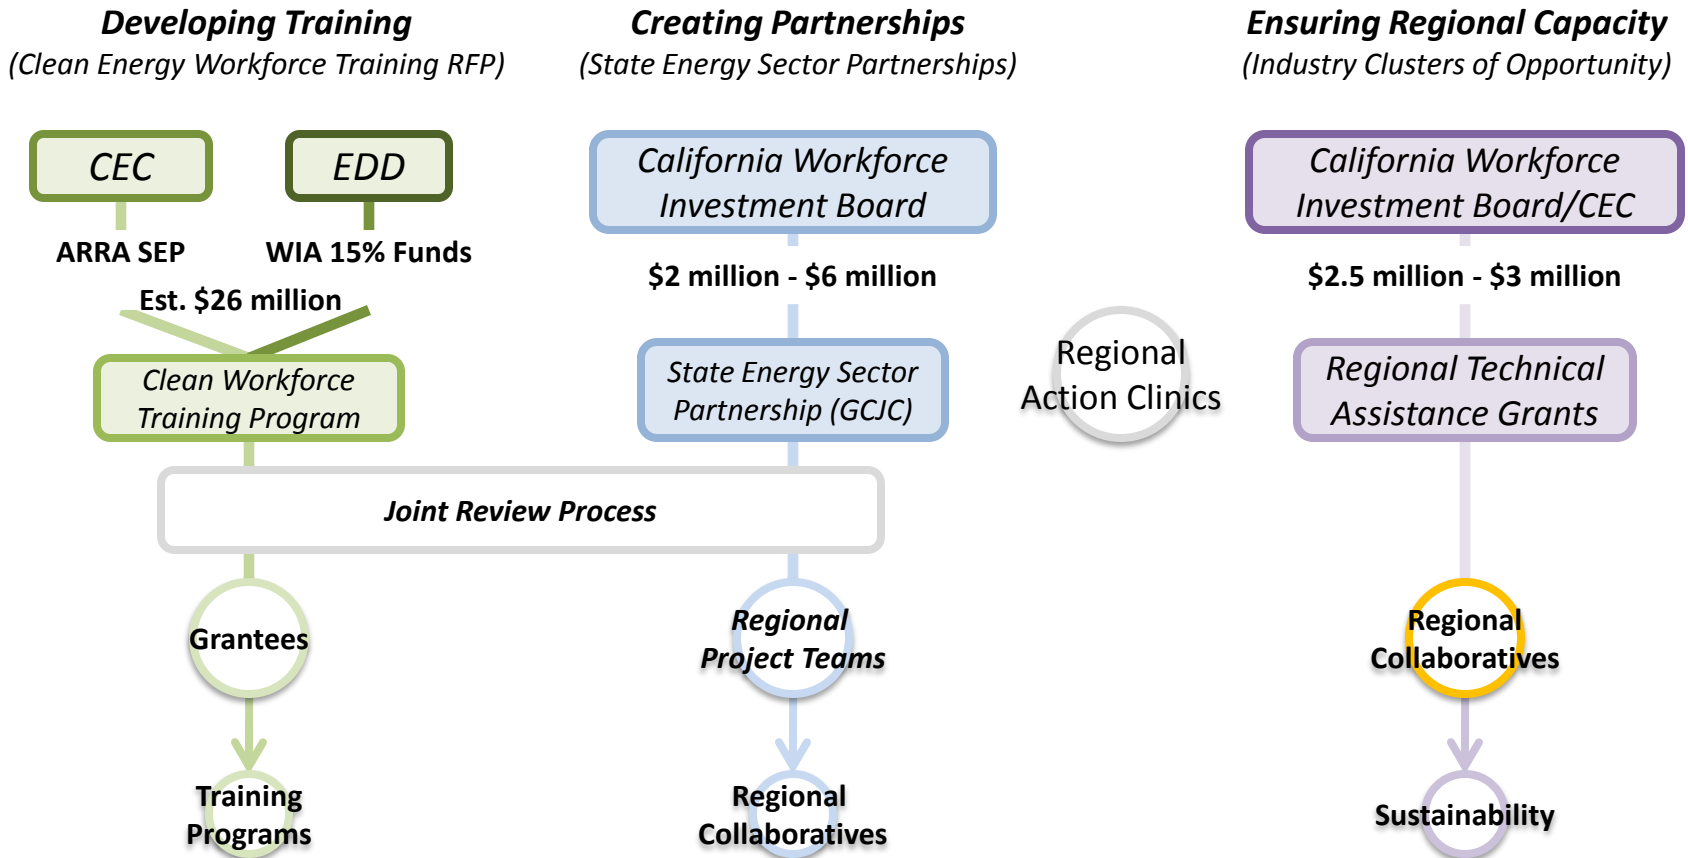 Developing Training
(Clean Energy Workforce Training RFP)
Creating Partnerships
(State Energy Sector Partnerships)
Ensuring Regional Capacity
(Industry Clusters of Opportunity)
CEC
EDD
California Workforce
Investment Board
California Workforce
Investment Board/CEC
ARRA SEP
WIA 15% Funds
Est. $26 million
$2 million - $6 million
$2.5 million - $3 million
Clean Workforce
Training Program
State Energy Sector
Partnership (GCJC)
Regional
Action Clinics
Regional Technical
Assistance Grants
Joint Review Process
Grantees
Regional
Project Teams
Regional
Collaboratives
Training
Programs
Regional
Collaboratives
Sustainability